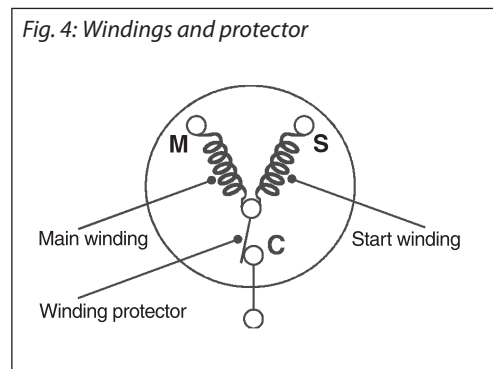 Fig. 4: Windings and protector
M
S
Main winding
C
Start winding
Winding protector